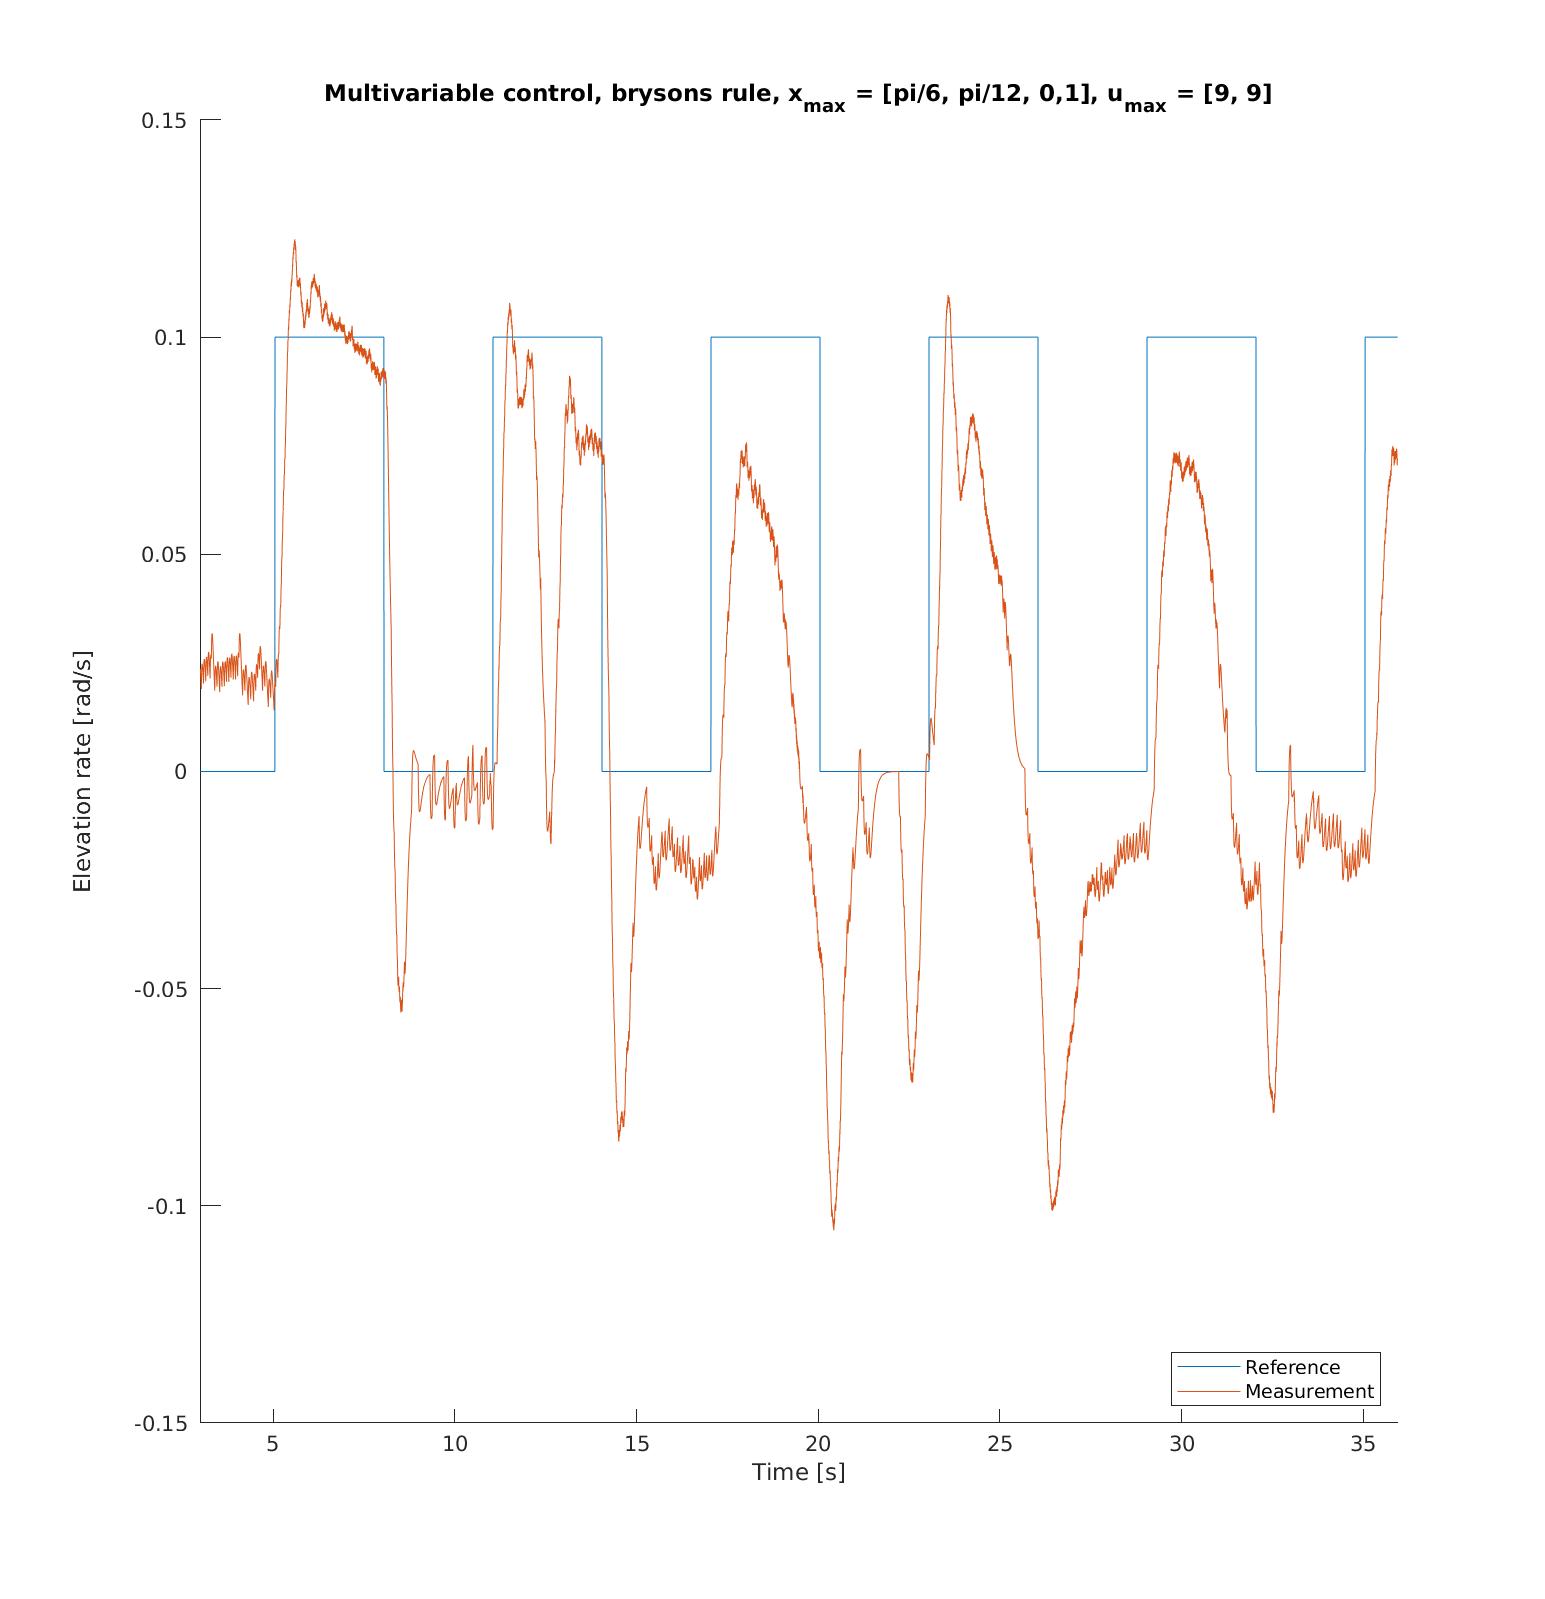 Multivariable control, brysons rule, x_max = [pi/6, pi/12, 0,1], u_max = [9, 9]
0.15
0.1
0.05
0
-0.05
-0.1
-0.15
Elevation rate [rad/s]
Reference
Measurement
5 10 15 20 25 30 35
Time [s]